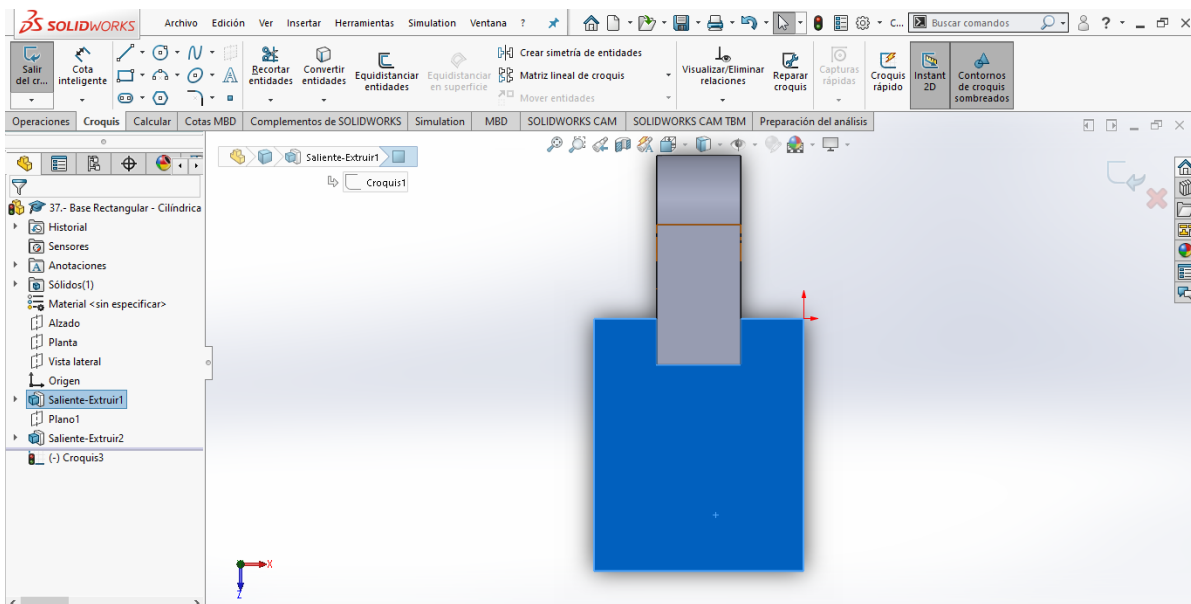 SOLIDWORKS Archivo Edición Ver Insertar Herramientas Simulation Ventana ? C... Buscar comandos ?
Salir del cr...
Cota inteligente
Recortar entidades
Convertir entidades
Equidistanciar entidades
Equidistanciar en superficie
Crear simetría de entidades
Matriz lineal de croquis
Mover entidades
Visualizar/Eliminar relaciones
Reparar croquis
Capturas rápidas
Croquis rápido
Instant 2D
Contornos de croquis sombreados
Operaciones Croquis Calcular Cotas MBD Complementos de SOLIDWORKS Simulation MBD SOLIDWORKS CAM SOLIDWORKS CAM TBM Preparación del análisis
Saliente-Extruir1
Croquis1
37.- Base Rectangular - Cilíndrica
Historial
Sensores
Anotaciones
Sólidos(1)
Material <sin especificar>
Alzado
Planta
Vista lateral
Origen
Saliente-Extruir1
Plano1
Saliente-Extruir2
(-) Croquis3
X
Z